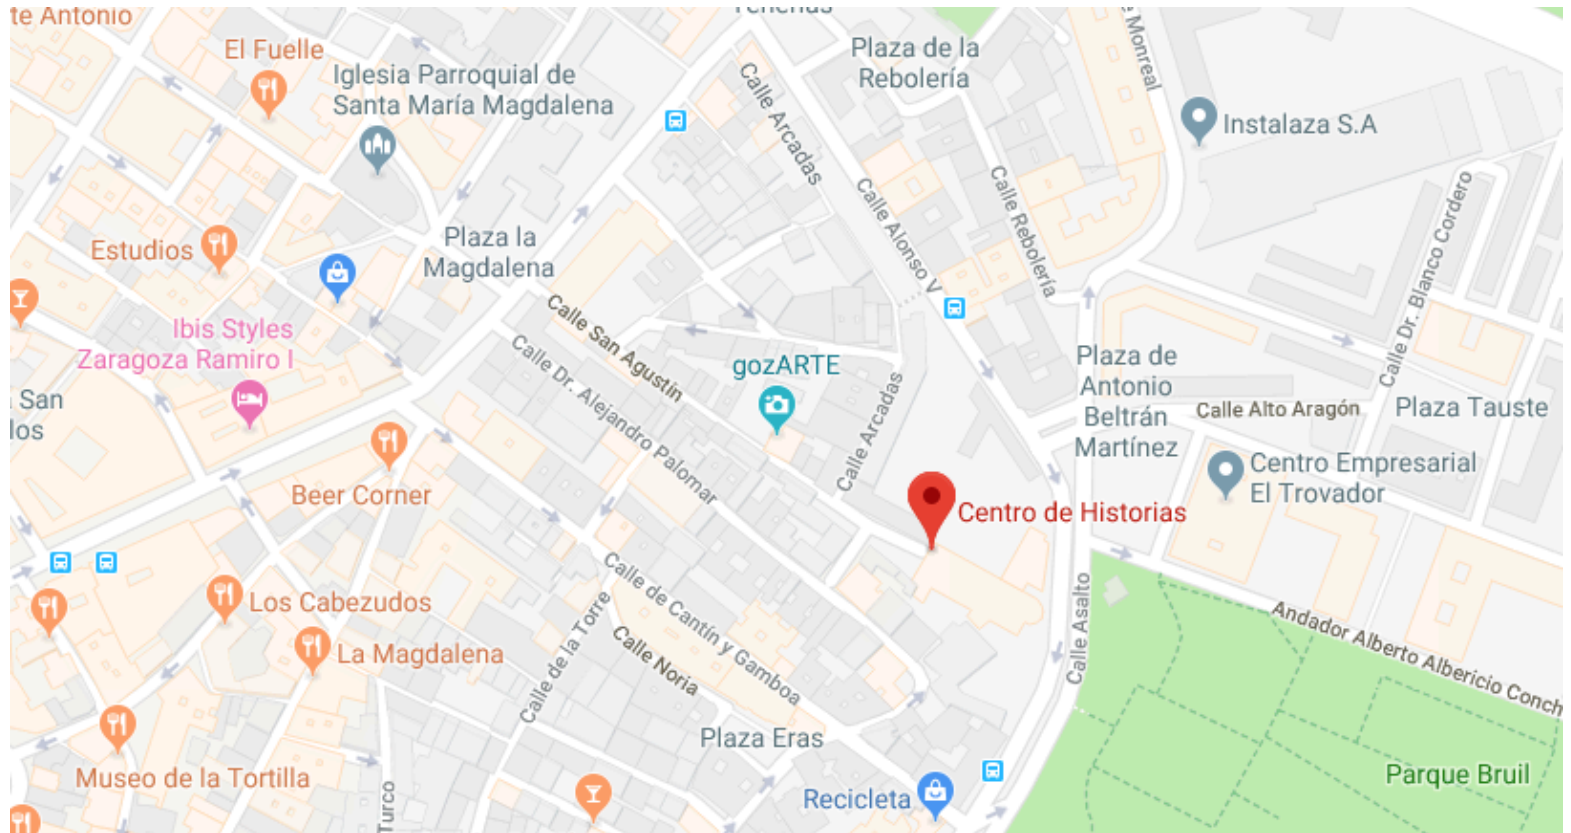 te Antonio
El Fuelle
Iglesia Parroquial de
Santa María Magdalena
Tenerías
Plaza de la
Rebolería
Monreal
Instalaza S.A
Calle Arcadas
Calle Alonso V
Calle Rebolería
Calle Dr. Blanco Cordero
Estudios
Plaza la
Magdalena
Ibis Styles
Zaragoza Ramiro I
San
los
Calle San Agustín
Calle Dr. Alejandro Palomar
gozARTE
Calle Arcadas
Plaza de
Antonio
Beltrán
Martínez
Calle Alto Aragón
Plaza Tauste
Centro Empresarial
El Trovador
Beer Corner
Centro de Historias
Los Cabezudos
La Magdalena
Calle de Cantín y Gamboa
Calle de la Torre
Calle Noria
Calle Asalto
Andador Alberto Albericio Conch
Plaza Eras
Museo de la Tortilla
Turco
Recicleta
Parque Bruil